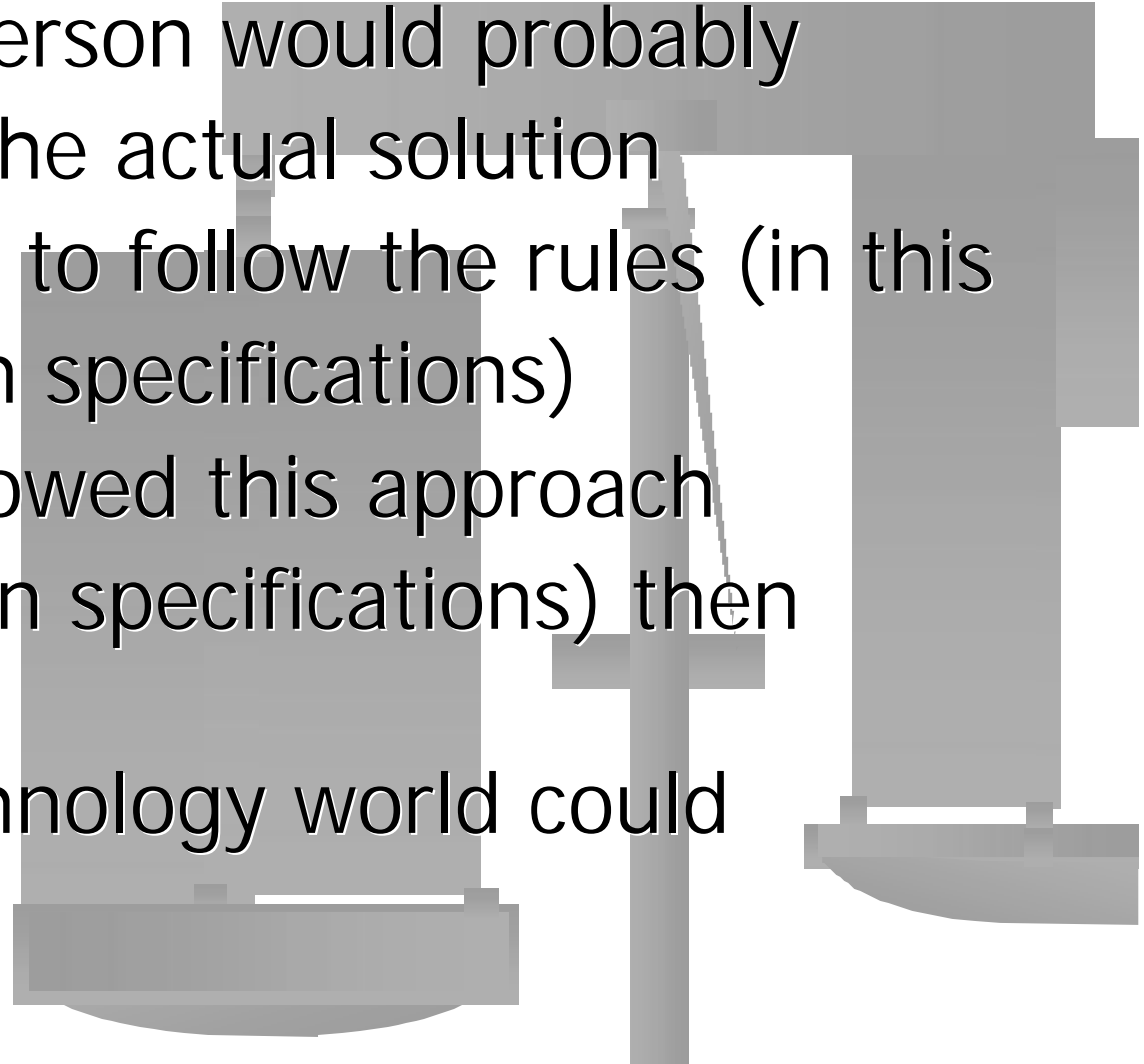 erson would probably
he actual solution
to follow the rules (in this
n specifications)
owed this approach
n specifications) then
nnology world could